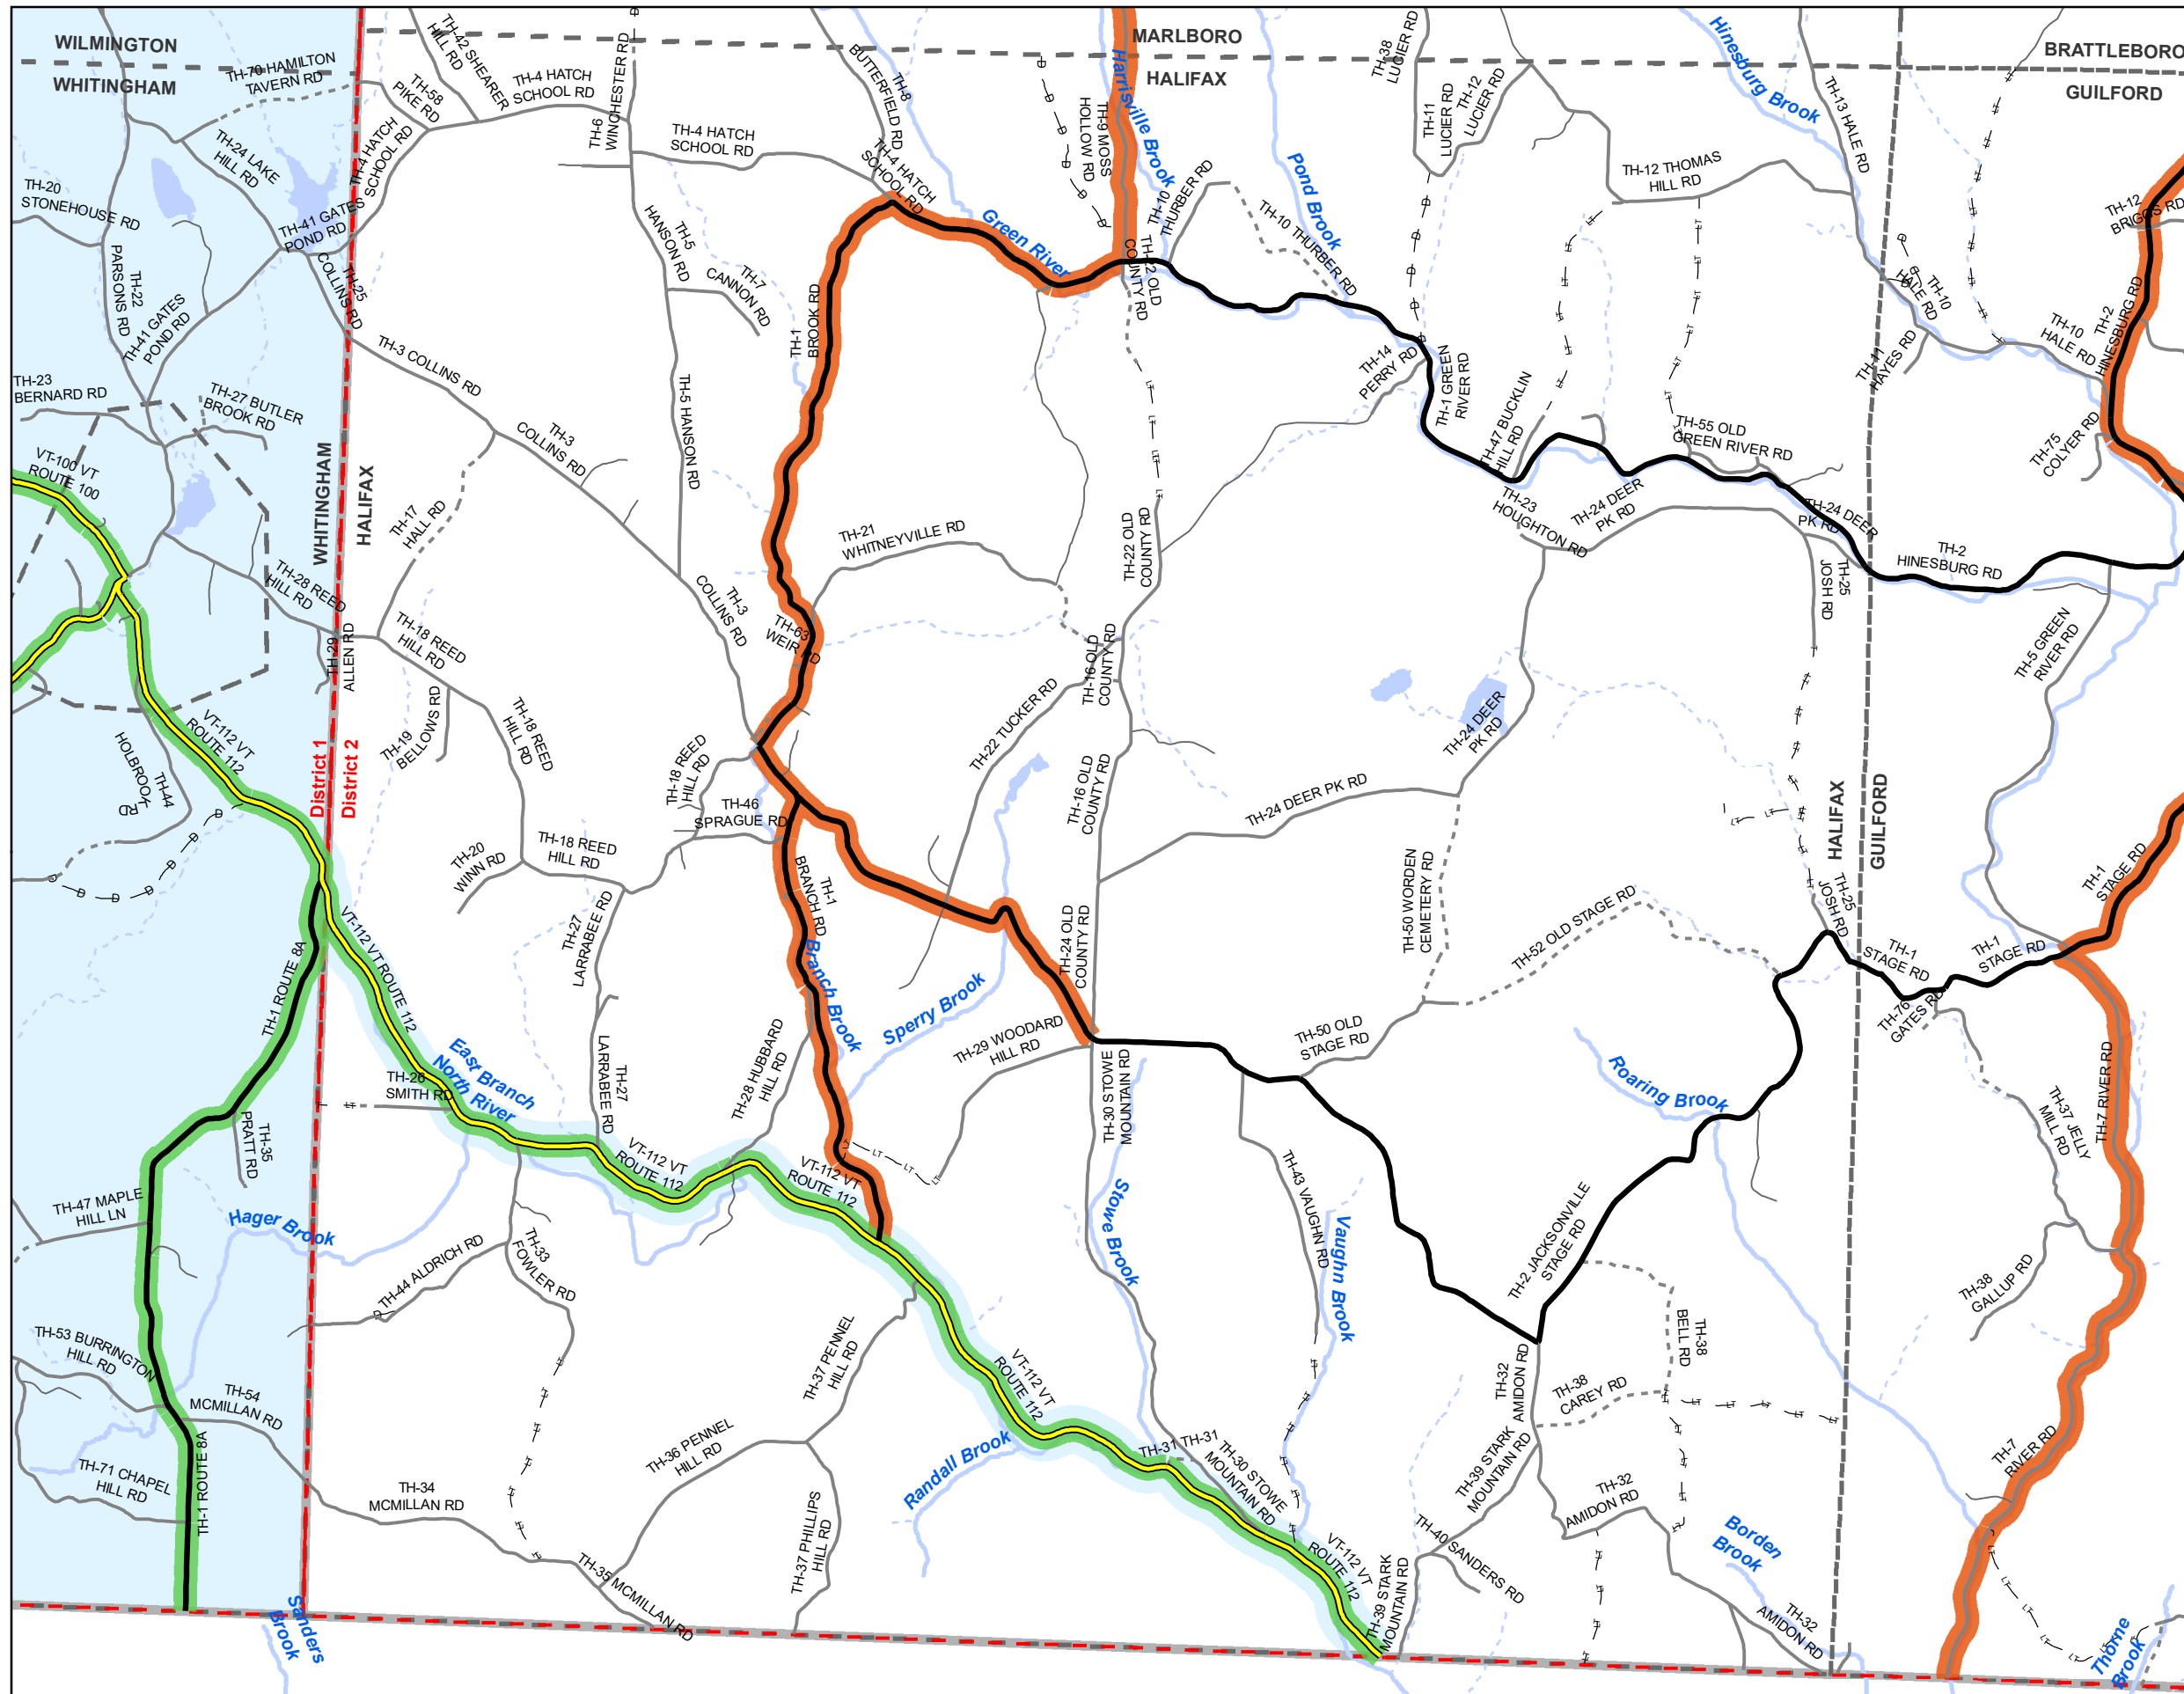 WILMINGTON
WHITINGHAM
MARLBORO
HALIFAX
BRATTLEBORO
GUILFORD
TH-70 HAMILTON
TAVERN RD
TH-42 SHEARER
HILL RD
TH-58
PIKE RD
TH-4 HATCH
SCHOOL RD
TH-6
WINCHESTER RD
TH-4 HATCH
SCHOOL RD
TH-8
BUTTERFIELD RD
TH-4 HATCH
SCHOOL RD
TH-9 MOSS
HOLLOW RD
Harrisville Brook
TH-10
THURBER RD
TH-10 THURBER RD
Pond Brook
TH-38
LUCIER RD
TH-11
LUCIER RD
TH-12
LUCIER RD
Hinesburg Brook
TH-13 HALE RD
TH-12 THOMAS
HILL RD
TH-12
BRIGGS RD
TH-24 LAKE
HILL RD
TH-4 HATCH
SCHOOL RD
TH-20
STONEHOUSE RD
TH-41 GATES
POND RD
TH-22
PARSONS RD
TH-41 GATES
POND RD
TH-25
COLLINS RD
TH-5
HANSON RD
TH-7
CANNON RD
TH-1
BROOK RD
Green River
TH-22 OLD
COUNTY RD
TH-10
HALE RD
TH-10
HALE RD
TH-11
HAYES RD
TH-2
HINESBURG RD
TH-23
BERNARD RD
TH-27 BUTLER
BROOK RD
TH-3 COLLINS RD
TH-3
COLLINS RD
TH-5 HANSON RD
TH-14
PERRY RD
TH-1 GREEN
RIVER RD
TH-47 BUCKLIN
HILL RD
TH-55 OLD
GREEN RIVER RD
TH-75
COLYER RD
VT-100 VT
ROUTE 100
WHITINGHAM
HALIFAX
TH-17
HALL RD
TH-21
WHITNEYVILLE RD
TH-22 OLD
COUNTY RD
TH-23
HOUGHTON RD
TH-24 DEER
PK RD
TH-24 DEER
PK RD
TH-2
HINESBURG RD
TH-25
JOSH RD
TH-28 REED
HILL RD
TH-29
ALLEN RD
TH-18 REED
HILL RD
TH-3
COLLINS RD
TH-63
WEIR RD
TH-16 OLD
COUNTY RD
TH-5 GREEN
RIVER RD
VT-112 VT
ROUTE 112
TH-19
BELLOWS RD
TH-18 REED
HILL RD
TH-18 REED
HILL RD
TH-22 TUCKER RD
TH-24 DEER
PK RD
HOLBROOK
RD
TH-44
District 1
District 2
TH-46
SPRAGUE RD
TH-16 OLD
COUNTY RD
TH-24 DEER PK RD
HALIFAX
GUILFORD
TH-20
WINN RD
TH-18 REED
HILL RD
TH-1
BRANCH RD
TH-50 WORDEN
CEMETERY RD
TH-52 OLD STAGE RD
TH-25
JOSH RD
TH-1
STAGE RD
TH-27
LARRABEE RD
TH-24 OLD
COUNTY RD
TH-1
STAGE RD
TH-1
STAGE RD
VT-112 VT ROUTE 112
TH-1 ROUTE 8A
Branch Brook
Sperry Brook
TH-76
GATES RD
TH-50 OLD
STAGE RD
TH-29 WOODARD
HILL RD
East Branch
North River
TH-26
SMITH RD
TH-27
LARRABEE RD
TH-28 HUBBARD
HILL RD
TH-30 STOWE
MOUNTAIN RD
Roaring Brook
TH-37 JELLY
MILL RD
TH-7 RIVER RD
TH-35
PRATT RD
VT-112 VT
ROUTE 112
VT-112 VT
ROUTE 112
TH-43 VAUGHN RD
Stowe Brook
Vaughn Brook
TH-2 JACKSONVILLE
STAGE RD
TH-47 MAPLE
HILL LN
Hager Brook
TH-44 ALDRICH RD
TH-33
FOWLER RD
TH-38
GALLUP RD
TH-53 BURRINGTON
HILL RD
TH-37 PENNEL
HILL RD
VT-112 VT
ROUTE 112
TH-32
AMIDON RD
TH-38
BELL RD
TH-38
CAREY RD
TH-54
MCMILLAN RD
TH-36 PENNEL
HILL RD
TH-31 TH-31
TH-30 STOWE
MOUNTAIN RD
TH-39 STARK
MOUNTAIN RD
TH-7
RIVER RD
TH-71 CHAPEL
HILL RD
TH-1 ROUTE 8A
TH-34
MCMILLAN RD
Randall Brook
TH-32
AMIDON RD
TH-37 PHILLIPS
HILL RD
VT-112 VT
ROUTE 112
TH-40 SANDERS RD
Borden
Brook
TH-35 MCMILLAN RD
TH-39 STARK
MOUNTAIN RD
TH-32
AMIDON RD
Sanders
Brook
Thorne
Brook